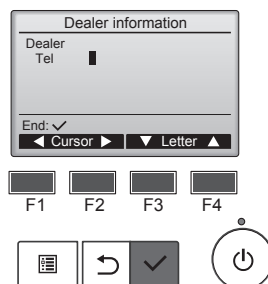 Dealer information
Dealer
Tel
End: ✓
◀ Cursor ▶ ▼ Letter ▲
F1 F2 F3 F4